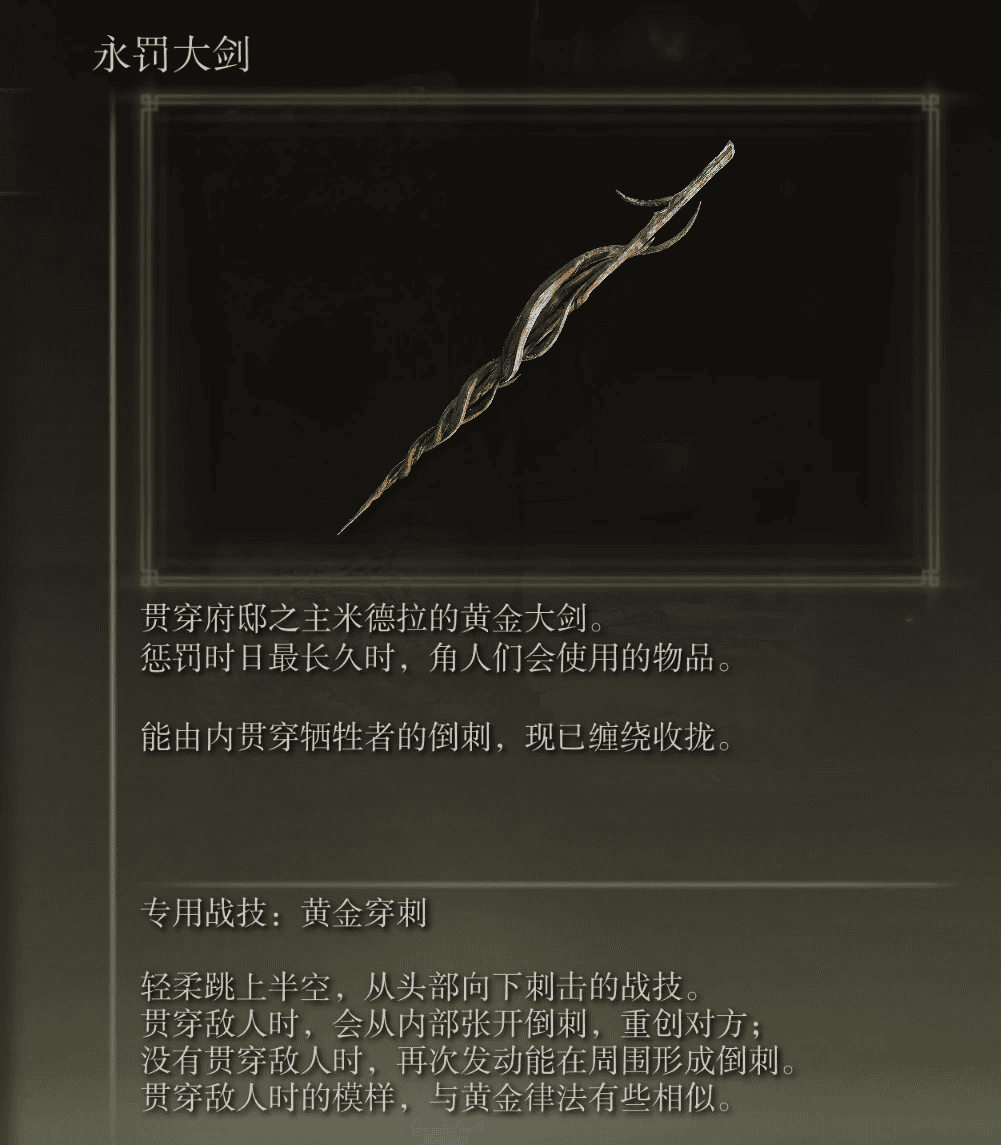 永罚大剑
贯穿府邸之主米德拉的黄金大剑。
惩罚时日最长久时，角人们会使用的物品。
能由内贯穿牺牲者的倒刺，现已缠绕收拢。
专用战技：黄金穿刺
轻柔跳上半空，从头部向下刺击的战技。
贯穿敌人时，会从内部张开倒刺，重创对方；
没有贯穿敌人时，再次发动能在周围形成倒刺。
贯穿敌人时的模样，与黄金律法有些相似。